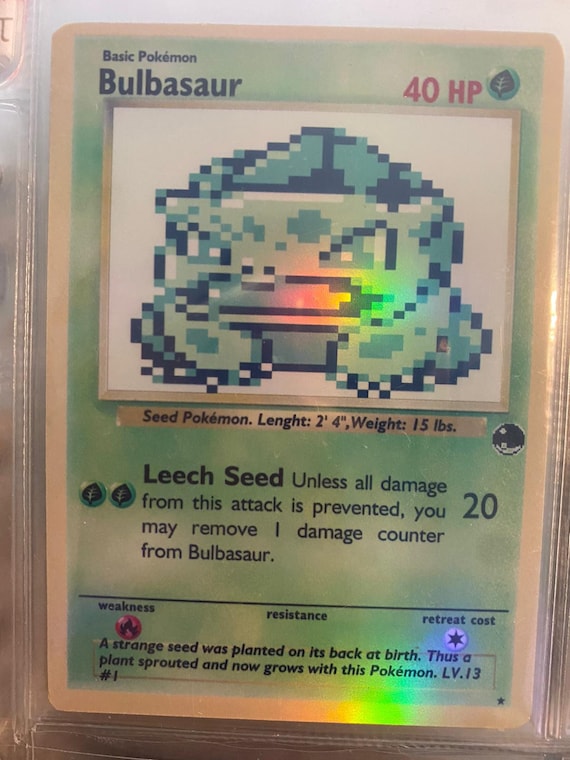 Basic Pokémon
Bulbasaur
40 HP
Seed Pokémon. Lenght: 2' 4",Weight: 15 lbs.
Leech Seed Unless all damage
from this attack is prevented, you 20
may remove 1 damage counter
from Bulbasaur.
weakness
resistance
retreat cost
A strange seed was planted on its back at birth. Thus a
plant sprouted and now grows with this Pokémon. LV.13
#1